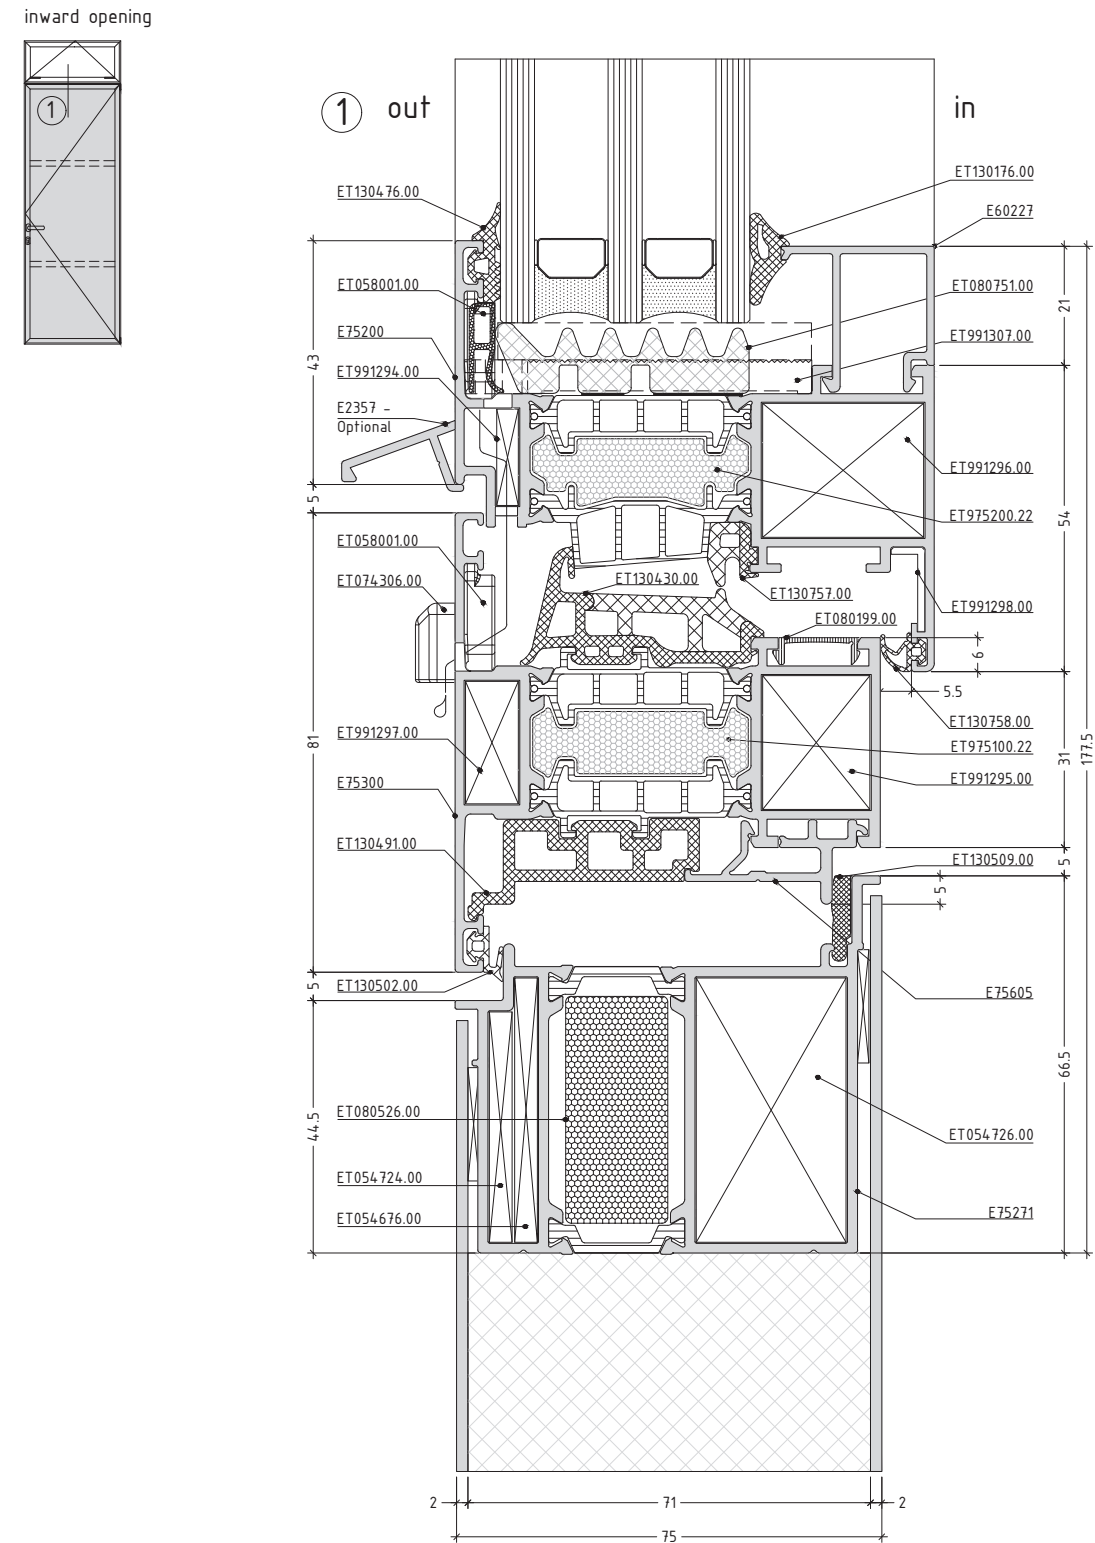 inward opening
1
1 out
in
ET130476.00
ET058001.00
E75200
ET991294.00
E2357 -
Optional
ET058001.00
ET074306.00
ET991297.00
E75300
ET130491.00
ET130502.00
ET080526.00
ET054724.00
ET054676.00
43
5
81
5
44.5
ET130430.00
ET130757.00
ET080199.00
ET130176.00
E60227
ET080751.00
ET991307.00
ET991296.00
ET975200.22
ET991298.00
ET130758.00
ET975100.22
ET991295.00
ET130509.00
E75605
ET054726.00
E75271
21
54
6
5.5
31
177.5
5
5
66.5
2
71
2
75